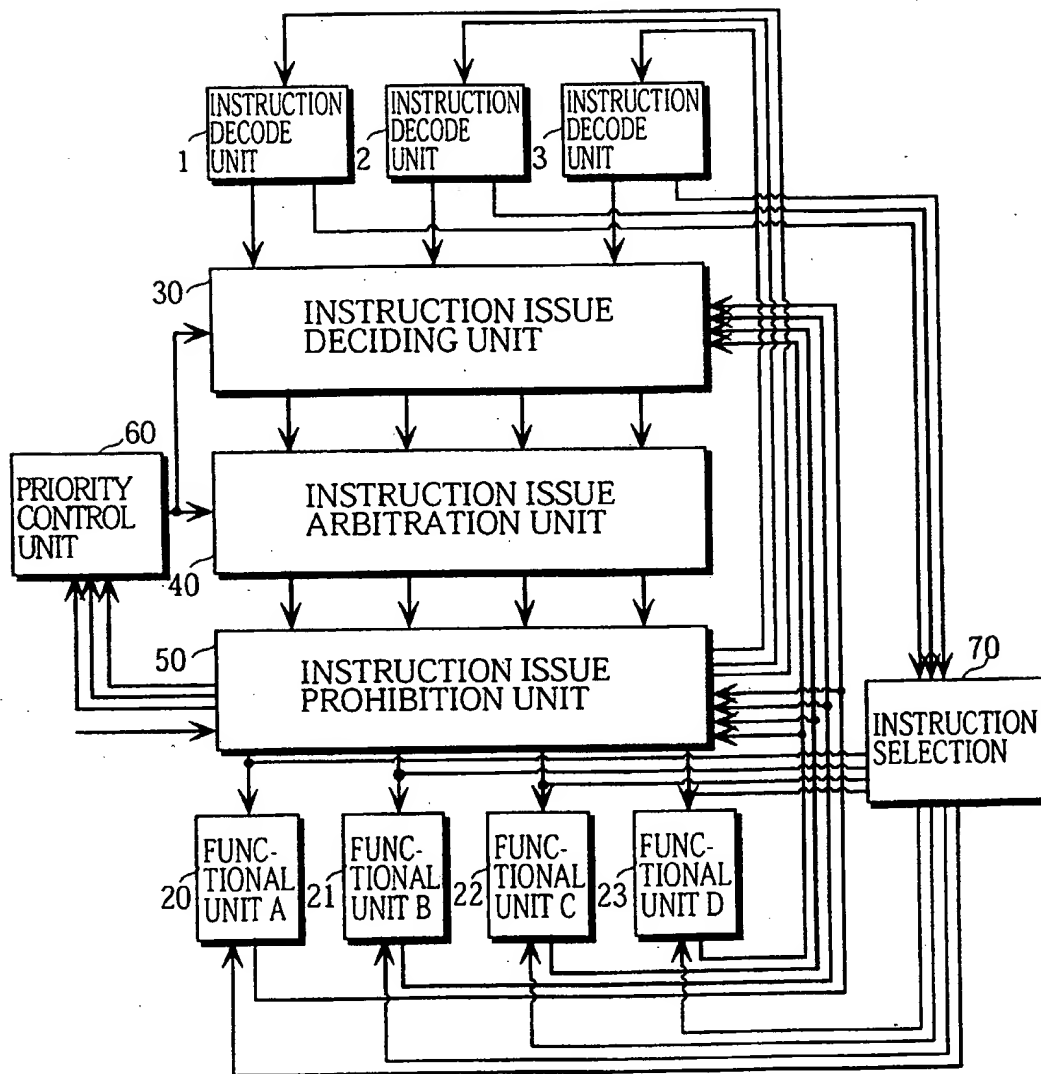 INSTRUCTION
DECODE
UNIT
1
INSTRUCTION
DECODE
UNIT
2
INSTRUCTION
DECODE
UNIT
3
30
INSTRUCTION ISSUE
DECIDING UNIT
60
PRIORITY
CONTROL
UNIT
INSTRUCTION ISSUE
ARBITRATION UNIT
40
50
INSTRUCTION ISSUE
PROHIBITION UNIT
70
INSTRUCTION
SELECTION
FUNC-
TIONAL
UNIT A
20
FUNC-
TIONAL
UNIT B
21
FUNC-
TIONAL
UNIT C
22
FUNC-
TIONAL
UNIT D
23